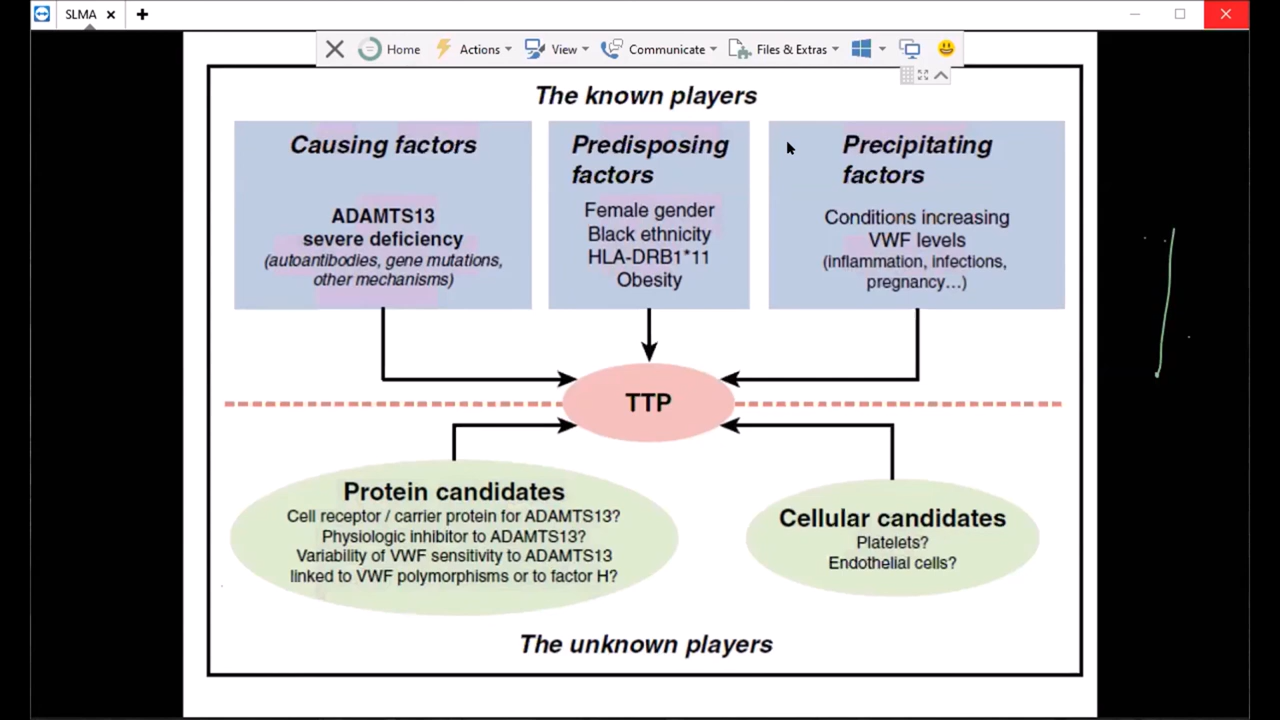 SLMA
Home Actions View Communicate Files & Extras
The known players
Causing factors
ADAMTS13
severe deficiency
(autoantibodies, gene mutations,
other mechanisms)
Predisposing
factors
Female gender
Black ethnicity
HLA-DRB1*11
Obesity
Precipitating
factors
Conditions increasing
VWF levels
(inflammation, infections,
pregnancy…)
TTP
Protein candidates
Cell receptor / carrier protein for ADAMTS13?
Physiologic inhibitor to ADAMTS13?
Variability of VWF sensitivity to ADAMTS13
linked to VWF polymorphisms or to factor H?
Cellular candidates
Platelets?
Endothelial cells?
The unknown players